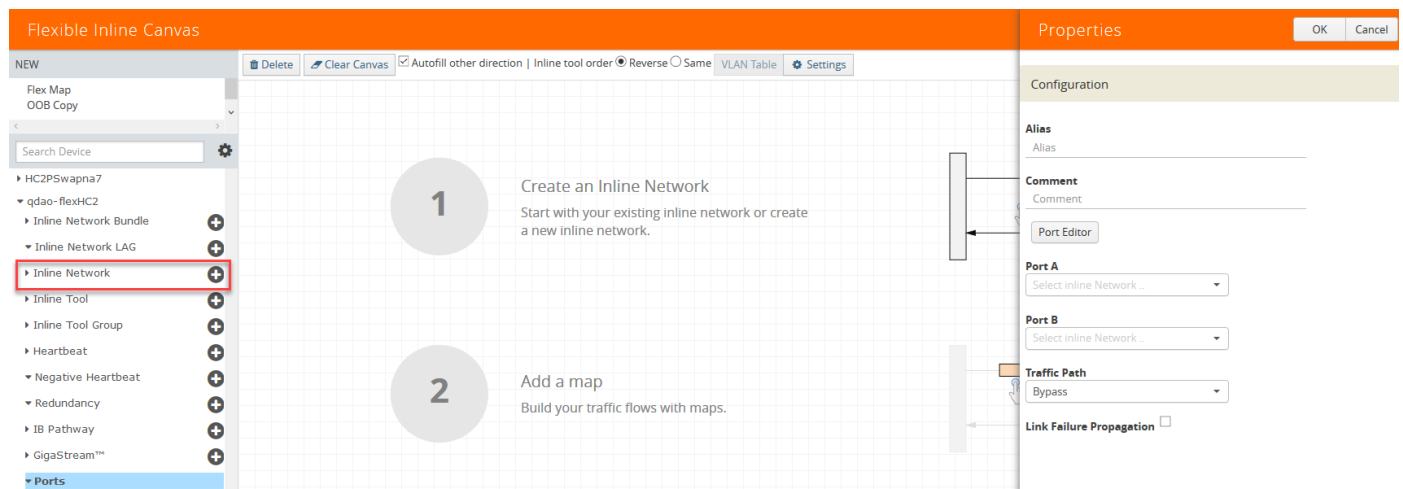 Flexible Inline Canvas
Properties
OK
Cancel
NEW
Delete
Clear Canvas
Autofill other direction | Inline tool order
Reverse
Same
VLAN Table
Settings
Flex Map
OOB Copy
Search Device
HC2PSwapna7
qdao-flexHC2
Inline Network Bundle
Inline Network LAG
Inline Network
Inline Tool
Inline Tool Group
Heartbeat
Negative Heartbeat
Redundancy
IB Pathway
GigaStream™
Ports
1
Create an Inline Network
Start with your existing inline network or create
a new inline network.
2
Add a map
Build your traffic flows with maps.
Configuration
Alias
Alias
Comment
Comment
Port Editor
Port A
Select inline Network ..
Port B
Select inline Network ..
Traffic Path
Bypass
Link Failure Propagation